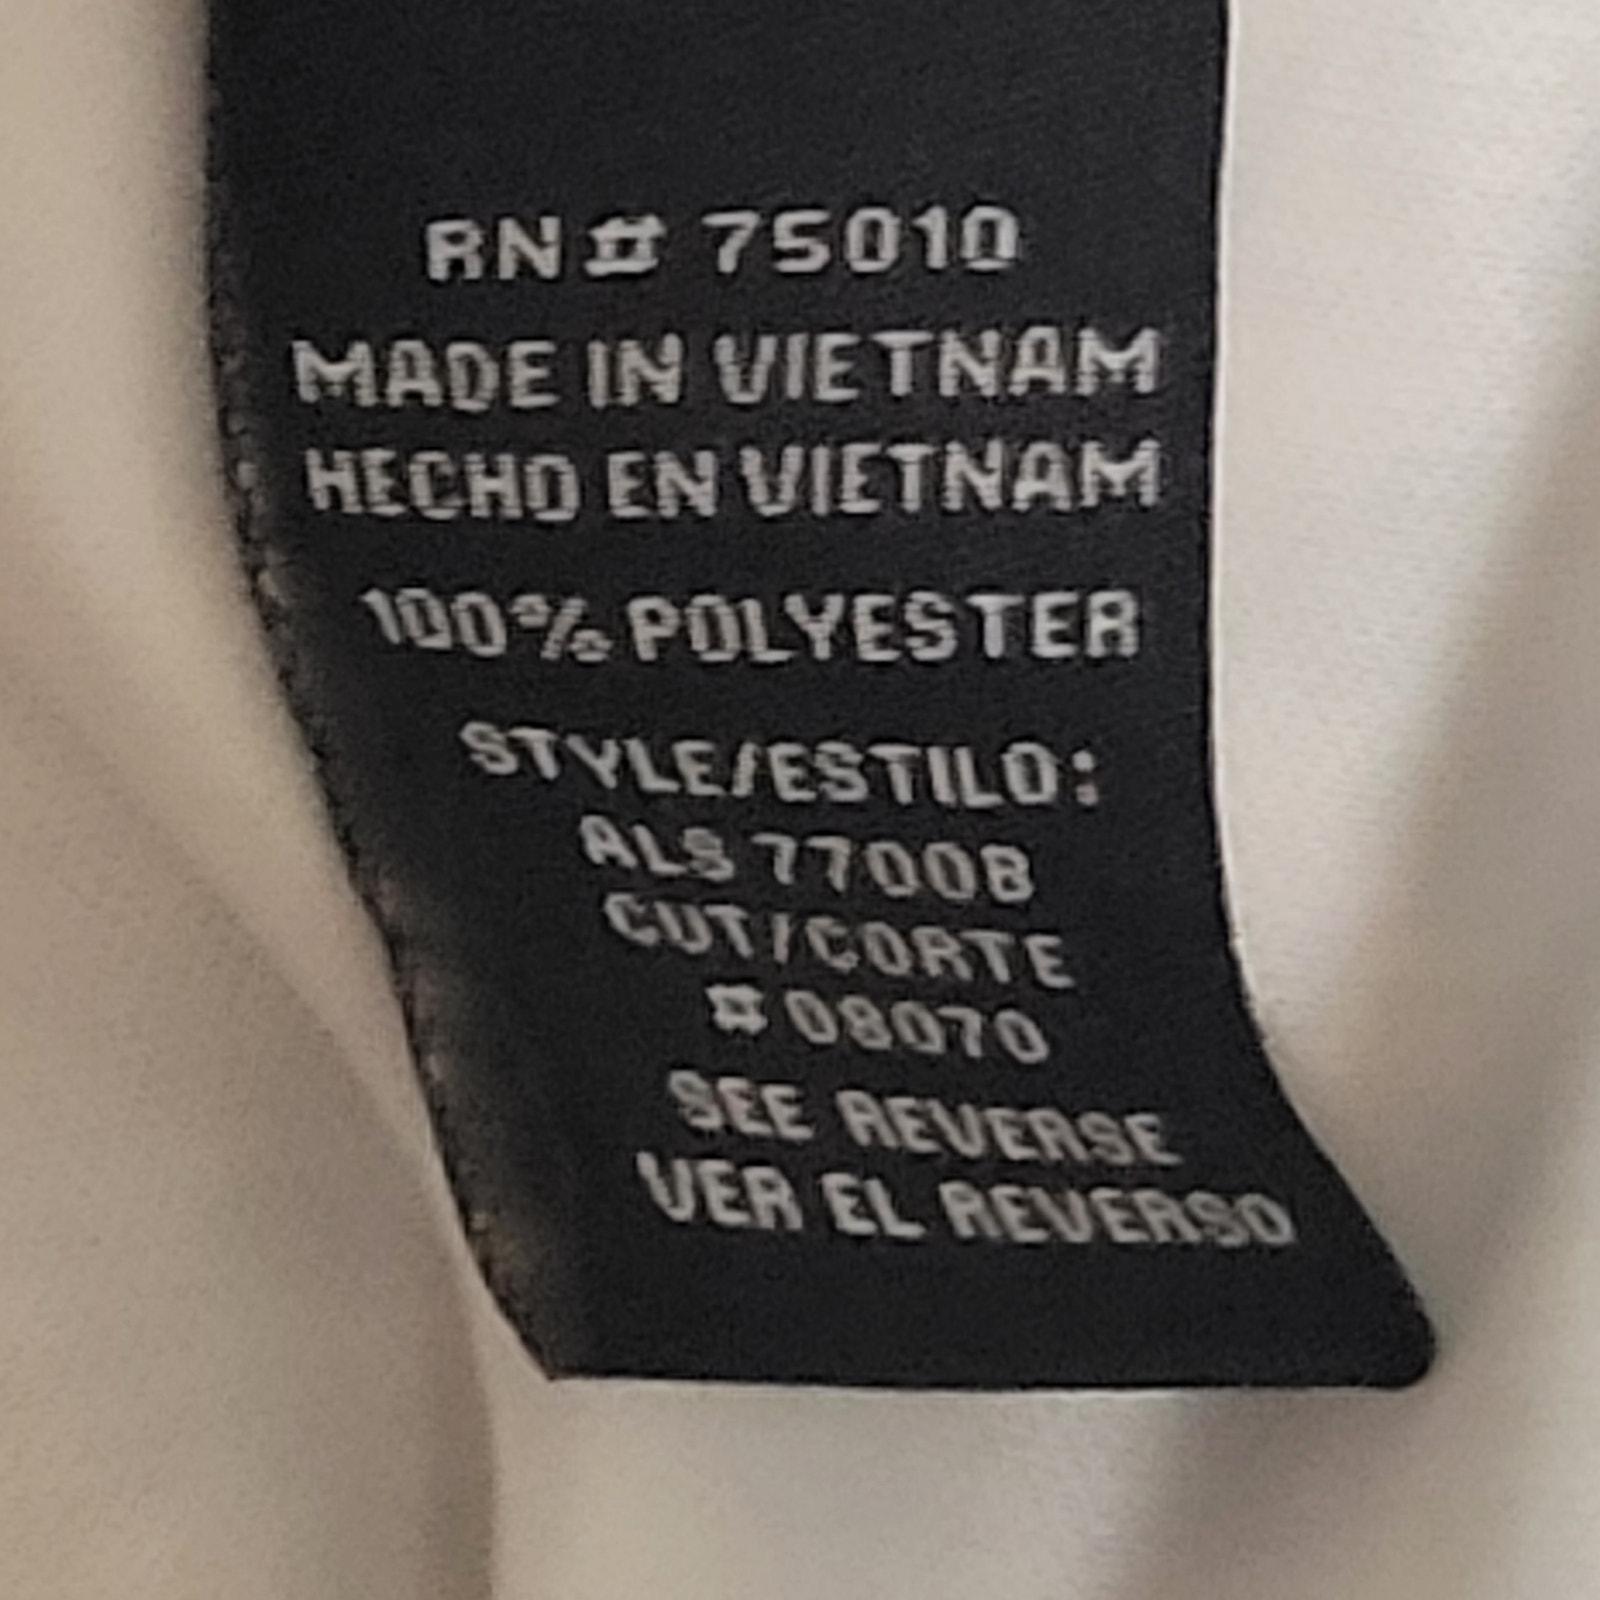 RN# 75010
MADE IN VIETNAM
HECHO EN VIETNAM
100% POLYESTER
STYLE/ESTILO:
ALS 7700B
CUT/CORTE
# 08070
SEE REVERSE
VER EL REVERSO